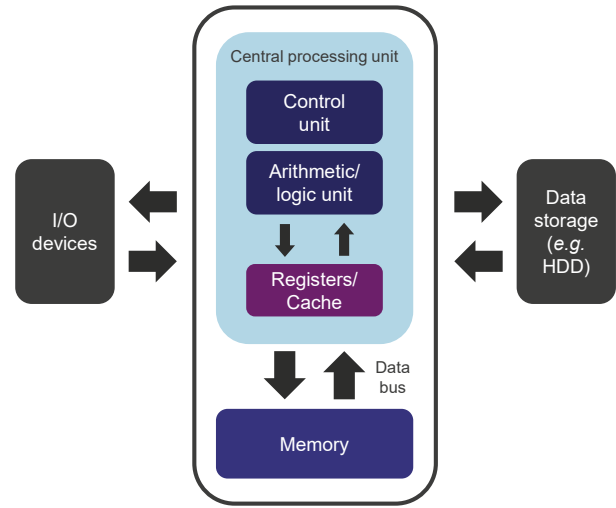 Central processing unit
Control
unit
Arithmetic/
logic unit
I/O
devices
Data
storage
(e.g.
HDD)
Registers/
Cache
Data
bus
Memory